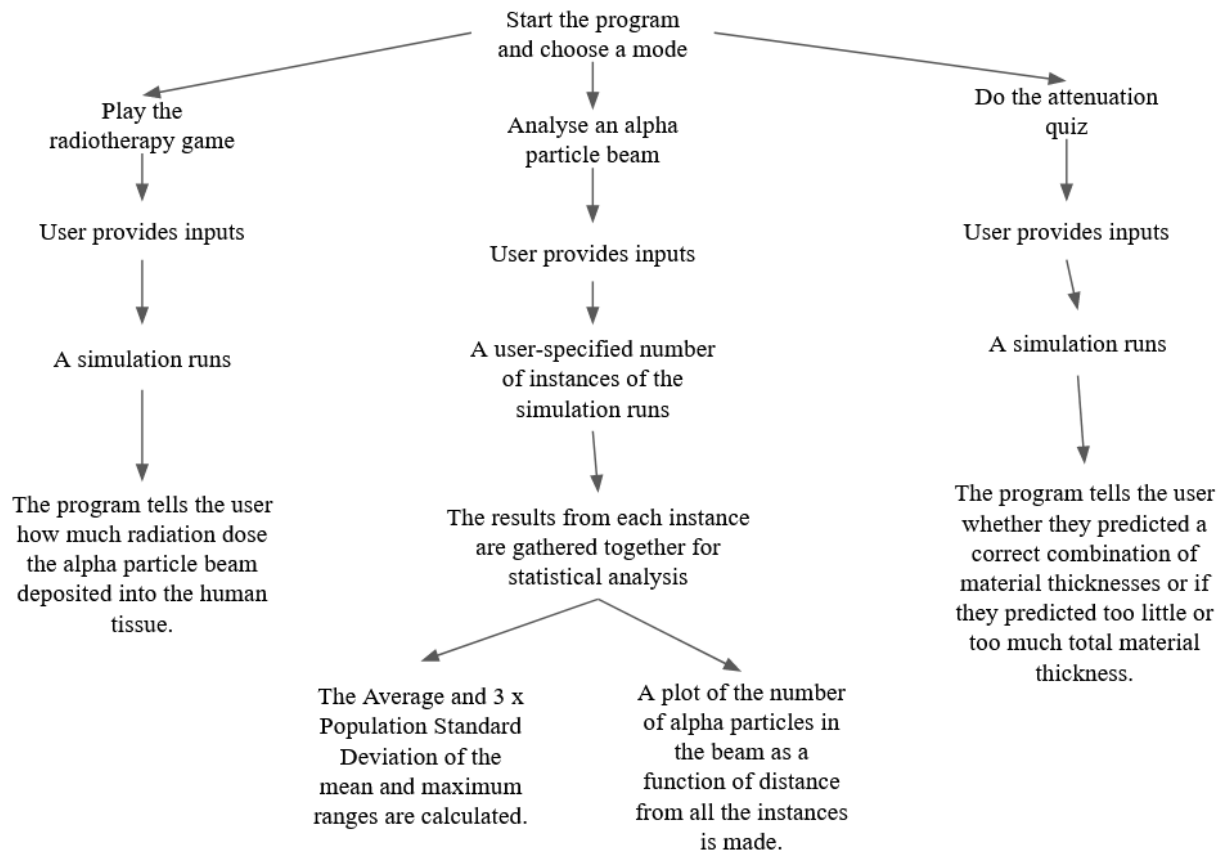 Start the program
and choose a mode
Play the
radiotherapy game
Analyse an alpha
particle beam
Do the attenuation
quiz
User provides inputs
User provides inputs
User provides inputs
A simulation runs
A user-specified number
of instances of the
simulation runs
A simulation runs
The program tells the user
how much radiation dose
the alpha particle beam
deposited into the human
tissue.
The results from each instance
are gathered together for
statistical analysis
The program tells the user
whether they predicted a
correct combination of
material thicknesses or if
they predicted too little or
too much total material
thickness.
The Average and 3 x
Population Standard
Deviation of the
mean and maximum
ranges are calculated.
A plot of the number
of alpha particles in
the beam as a
function of distance
from all the instances
is made.